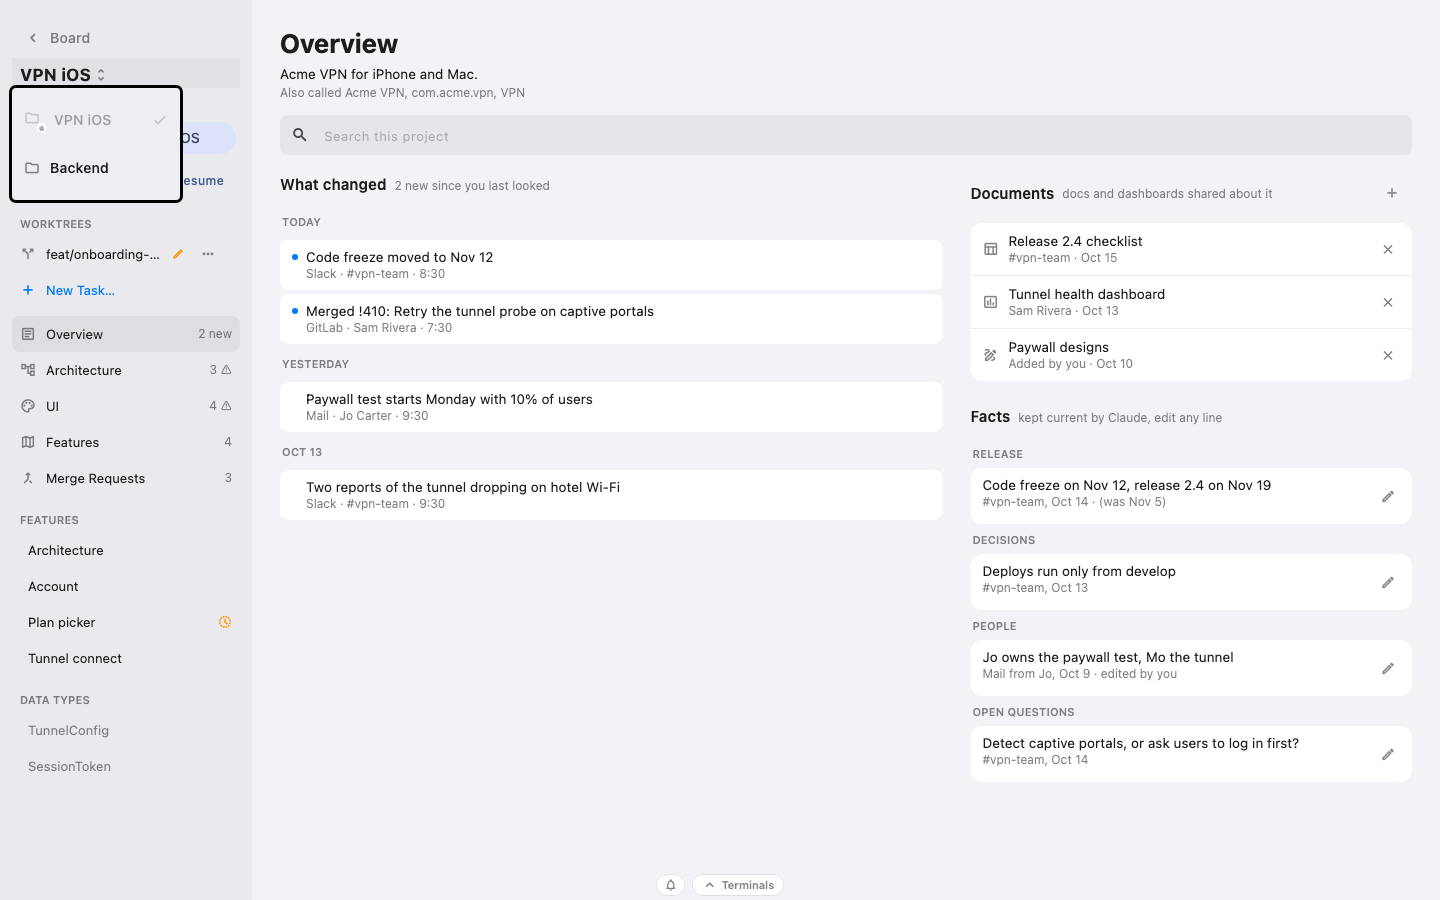 Board
VPN iOS
VPN iOS
Backend
OS
esume
WORKTREES
feat/onboarding-...
New Task...
Overview 2 new
Architecture 3
UI 4
Features 4
Merge Requests 3
FEATURES
Architecture
Account
Plan picker
Tunnel connect
DATA TYPES
TunnelConfig
SessionToken
Overview
Acme VPN for iPhone and Mac.
Also called Acme VPN, com.acme.vpn, VPN
Search this project
What changed 2 new since you last looked
TODAY
Code freeze moved to Nov 12
Slack · #vpn-team · 8:30
Merged !410: Retry the tunnel probe on captive portals
GitLab · Sam Rivera · 7:30
YESTERDAY
Paywall test starts Monday with 10% of users
Mail · Jo Carter · 9:30
OCT 13
Two reports of the tunnel dropping on hotel Wi-Fi
Slack · #vpn-team · 9:30
Documents docs and dashboards shared about it
Release 2.4 checklist
#vpn-team · Oct 15
Tunnel health dashboard
Sam Rivera · Oct 13
Paywall designs
Added by you · Oct 10
Facts kept current by Claude, edit any line
RELEASE
Code freeze on Nov 12, release 2.4 on Nov 19
#vpn-team, Oct 14 · (was Nov 5)
DECISIONS
Deploys run only from develop
#vpn-team, Oct 13
PEOPLE
Jo owns the paywall test, Mo the tunnel
Mail from Jo, Oct 9 · edited by you
OPEN QUESTIONS
Detect captive portals, or ask users to log in first?
#vpn-team, Oct 14
Terminals